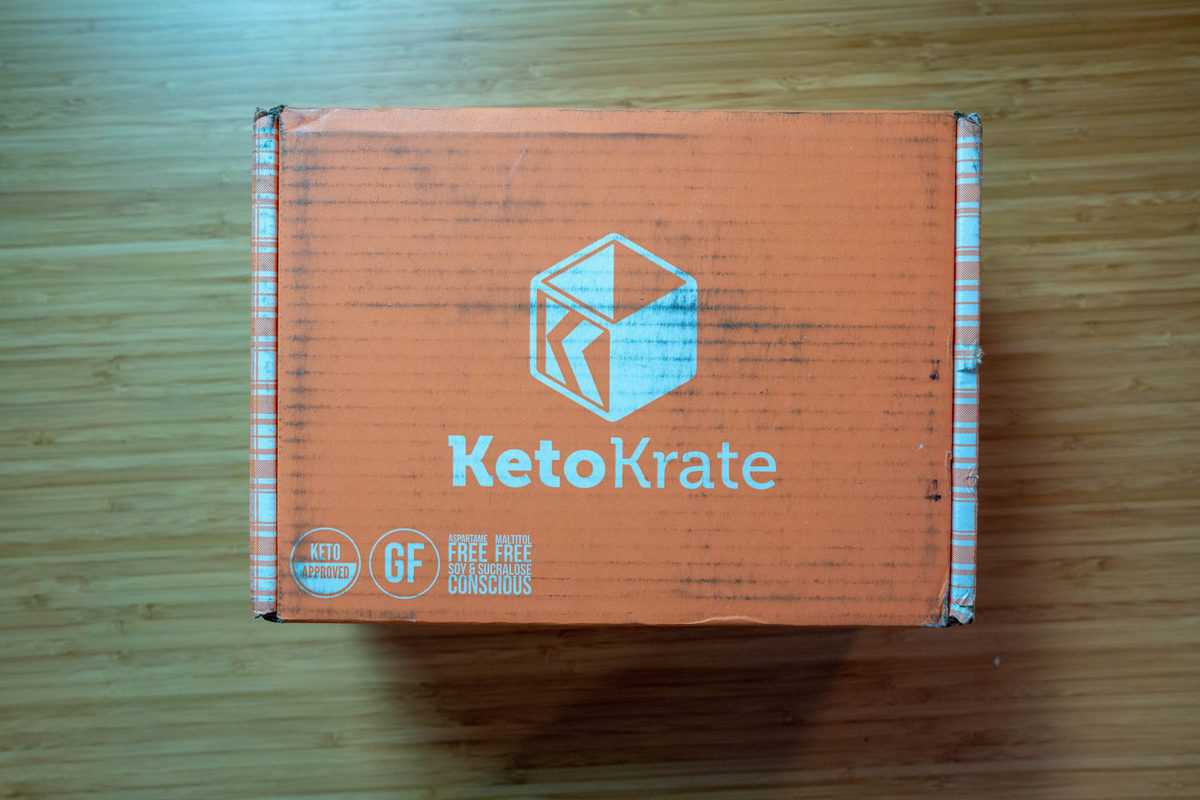 KetoKrate
KETO
APPROVED
GF
ASPARTAME MALTITOL
FREE FREE
SOY & SUCRALOSE
CONSCIOUS